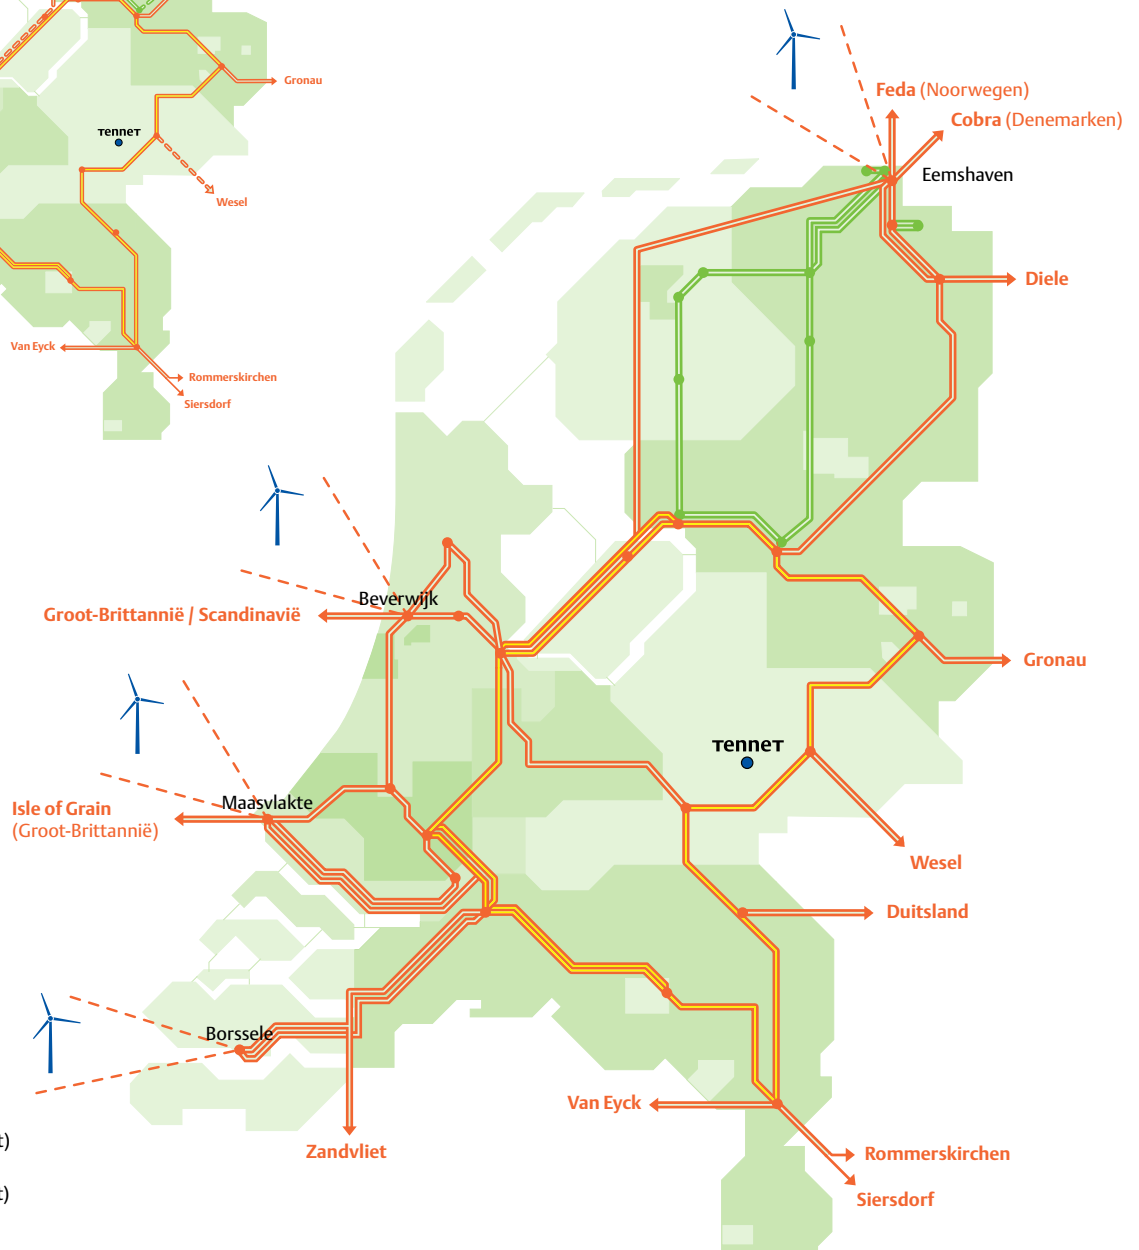 Gronau
TenneT
Wesel
Van Eyck
Rommerskirchen
Siersdorf
Feda (Noorwegen)
Cobra (Denemarken)
Eemshaven
Diele
Beverwijk
Groot-Brittannië / Scandinavië
Gronau
TenneT
Maasvlakte
Isle of Grain
(Groot-Brittannië)
Wesel
Duitsland
Borssele
Van Eyck
Zandvliet
Rommerskirchen
Siersdorf